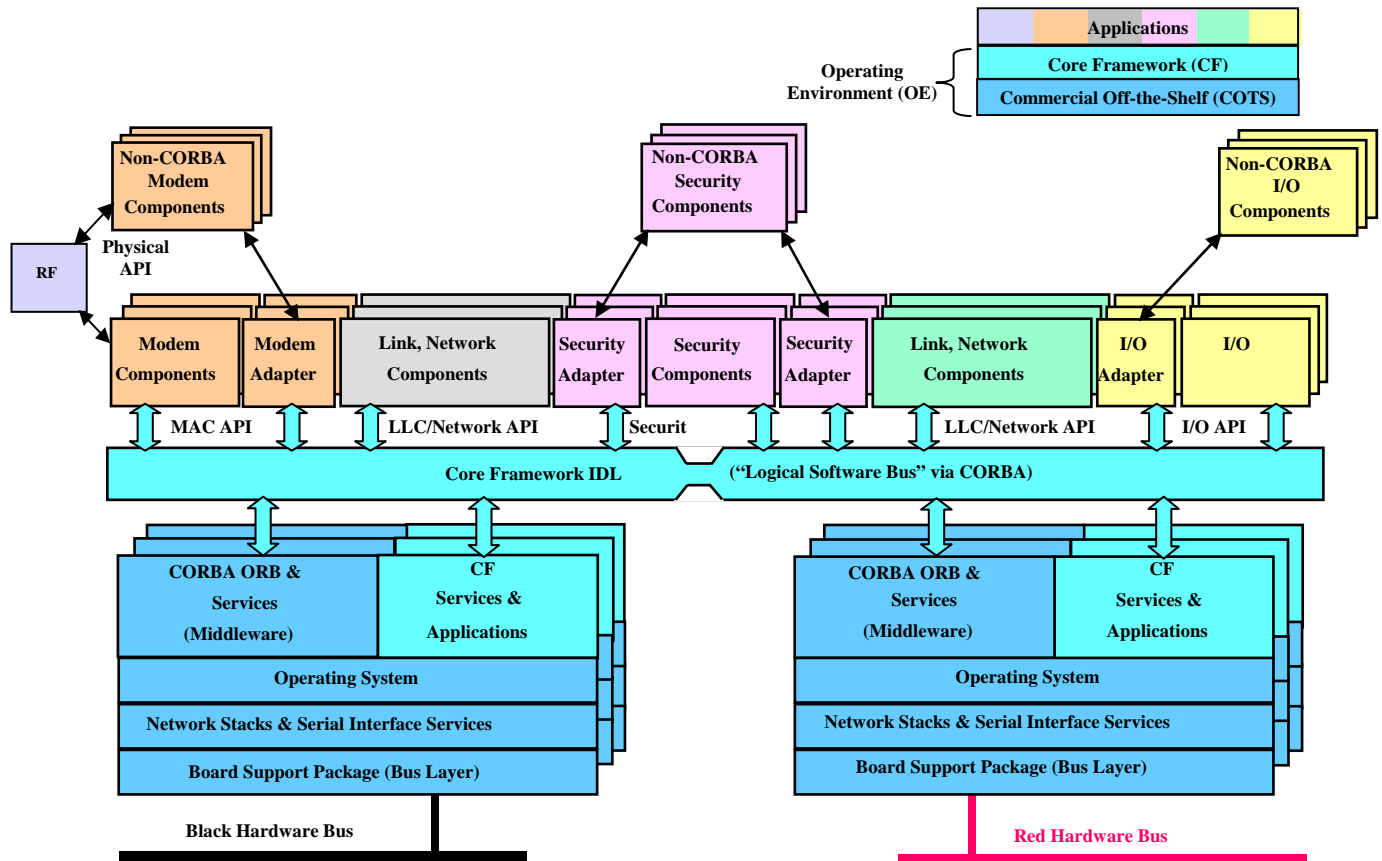 Applications
Operating
Environment (OE)
Core Framework (CF)
Commercial Off-the-Shelf (COTS)
Non-CORBA
Modem
Components
Non-CORBA
Security
Components
Non-CORBA
I/O
Components
Physical
API
RF
Modem
Components
Modem
Adapter
Link, Network
Components
Security
Adapter
Security
Components
Security
Adapter
Link, Network
Components
I/O
Adapter
I/O
MAC API
LLC/Network API
Securit
LLC/Network API
I/O API
Core Framework IDL
(“Logical Software Bus” via CORBA)
CORBA ORB &
Services
(Middleware)
CF
Services &
Applications
Operating System
Network Stacks & Serial Interface Services
Board Support Package (Bus Layer)
CORBA ORB &
Services
(Middleware)
CF
Services &
Applications
Operating System
Network Stacks & Serial Interface Services
Board Support Package (Bus Layer)
Black Hardware Bus
Red Hardware Bus